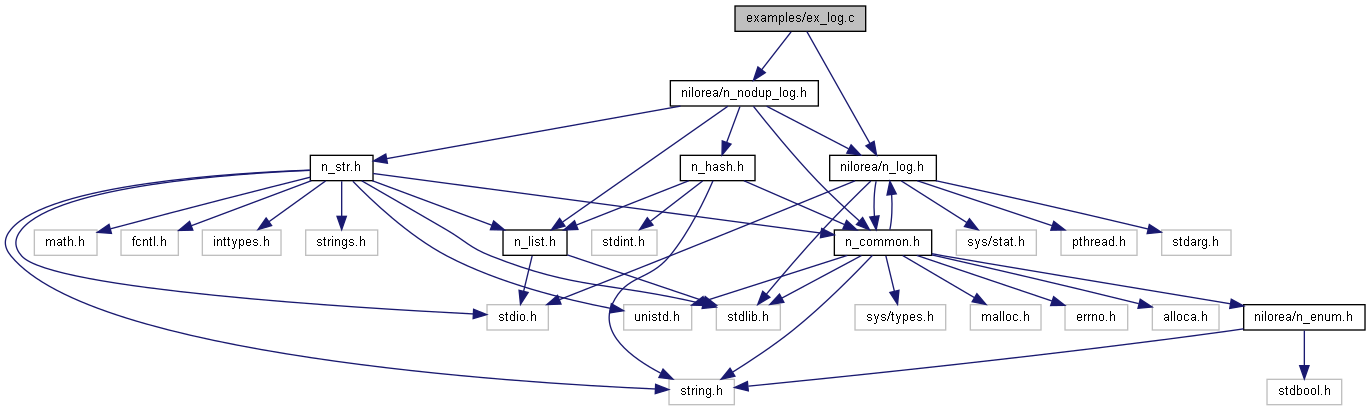 examples/ex_log.c
nilorea/n_nodup_log.h
n_str.h
n_hash.h
nilorea/n_log.h
math.h
fcntl.h
inttypes.h
strings.h
n_list.h
stdint.h
n_common.h
sys/stat.h
pthread.h
stdarg.h
stdio.h
unistd.h
stdlib.h
sys/types.h
malloc.h
errno.h
alloca.h
nilorea/n_enum.h
string.h
stdbool.h